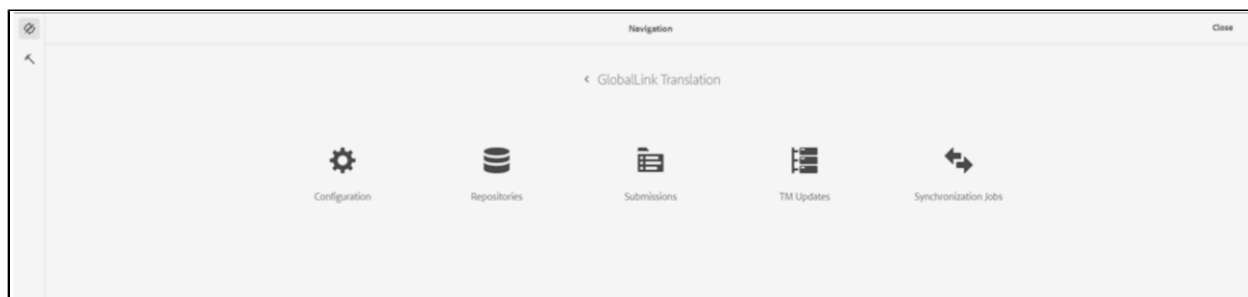 Navigation
Close
GlobalLink Translation
Configuration
Repositories
Submissions
TM Updates
Synchronization Jobs